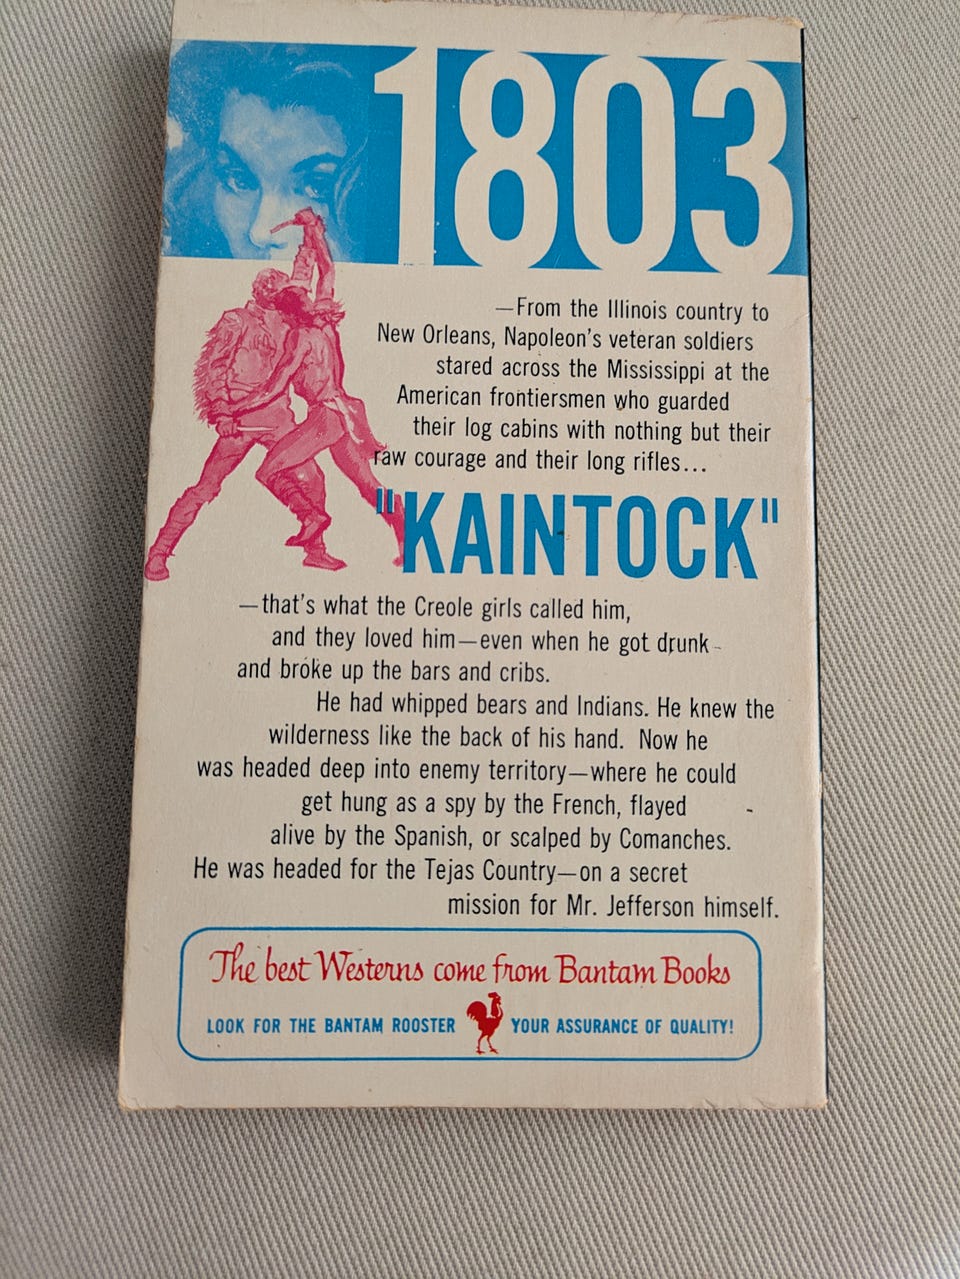 1803
—From the Illinois country to
New Orleans, Napoleon's veteran soldiers
stared across the Mississippi at the
American frontiersmen who guarded
their log cabins with nothing but their
raw courage and their long rifles...
"KAINTOCK"
—that's what the Creole girls called him,
and they loved him—even when he got drunk
and broke up the bars and cribs.
He had whipped bears and Indians. He knew the
wilderness like the back of his hand. Now he
was headed deep into enemy territory—where he could
get hung as a spy by the French, flayed
alive by the Spanish, or scalped by Comanches.
He was headed for the Tejas Country—on a secret
mission for Mr. Jefferson himself.
The best Westerns come from Bantam Books
LOOK FOR THE BANTAM ROOSTER YOUR ASSURANCE OF QUALITY!